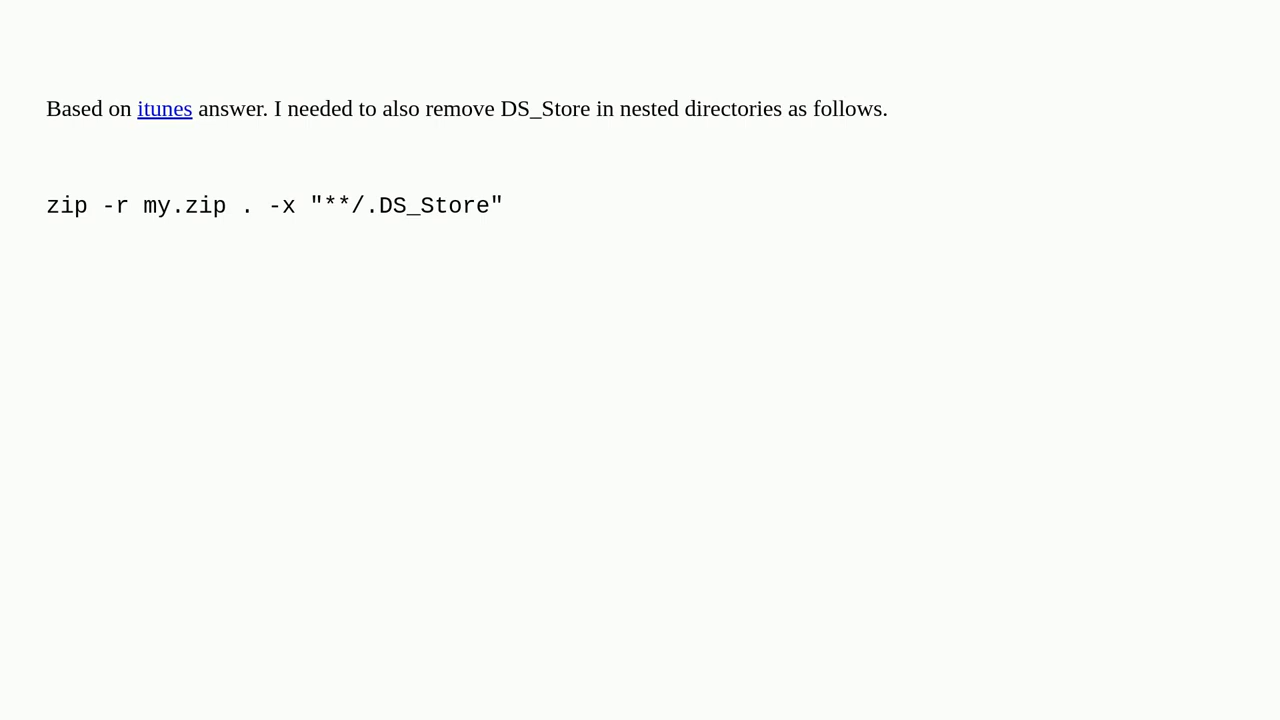 Based on itunes answer. I needed to also remove DS_Store in nested directories as follows.
zip -r my.zip . -x "**/.DS_Store"